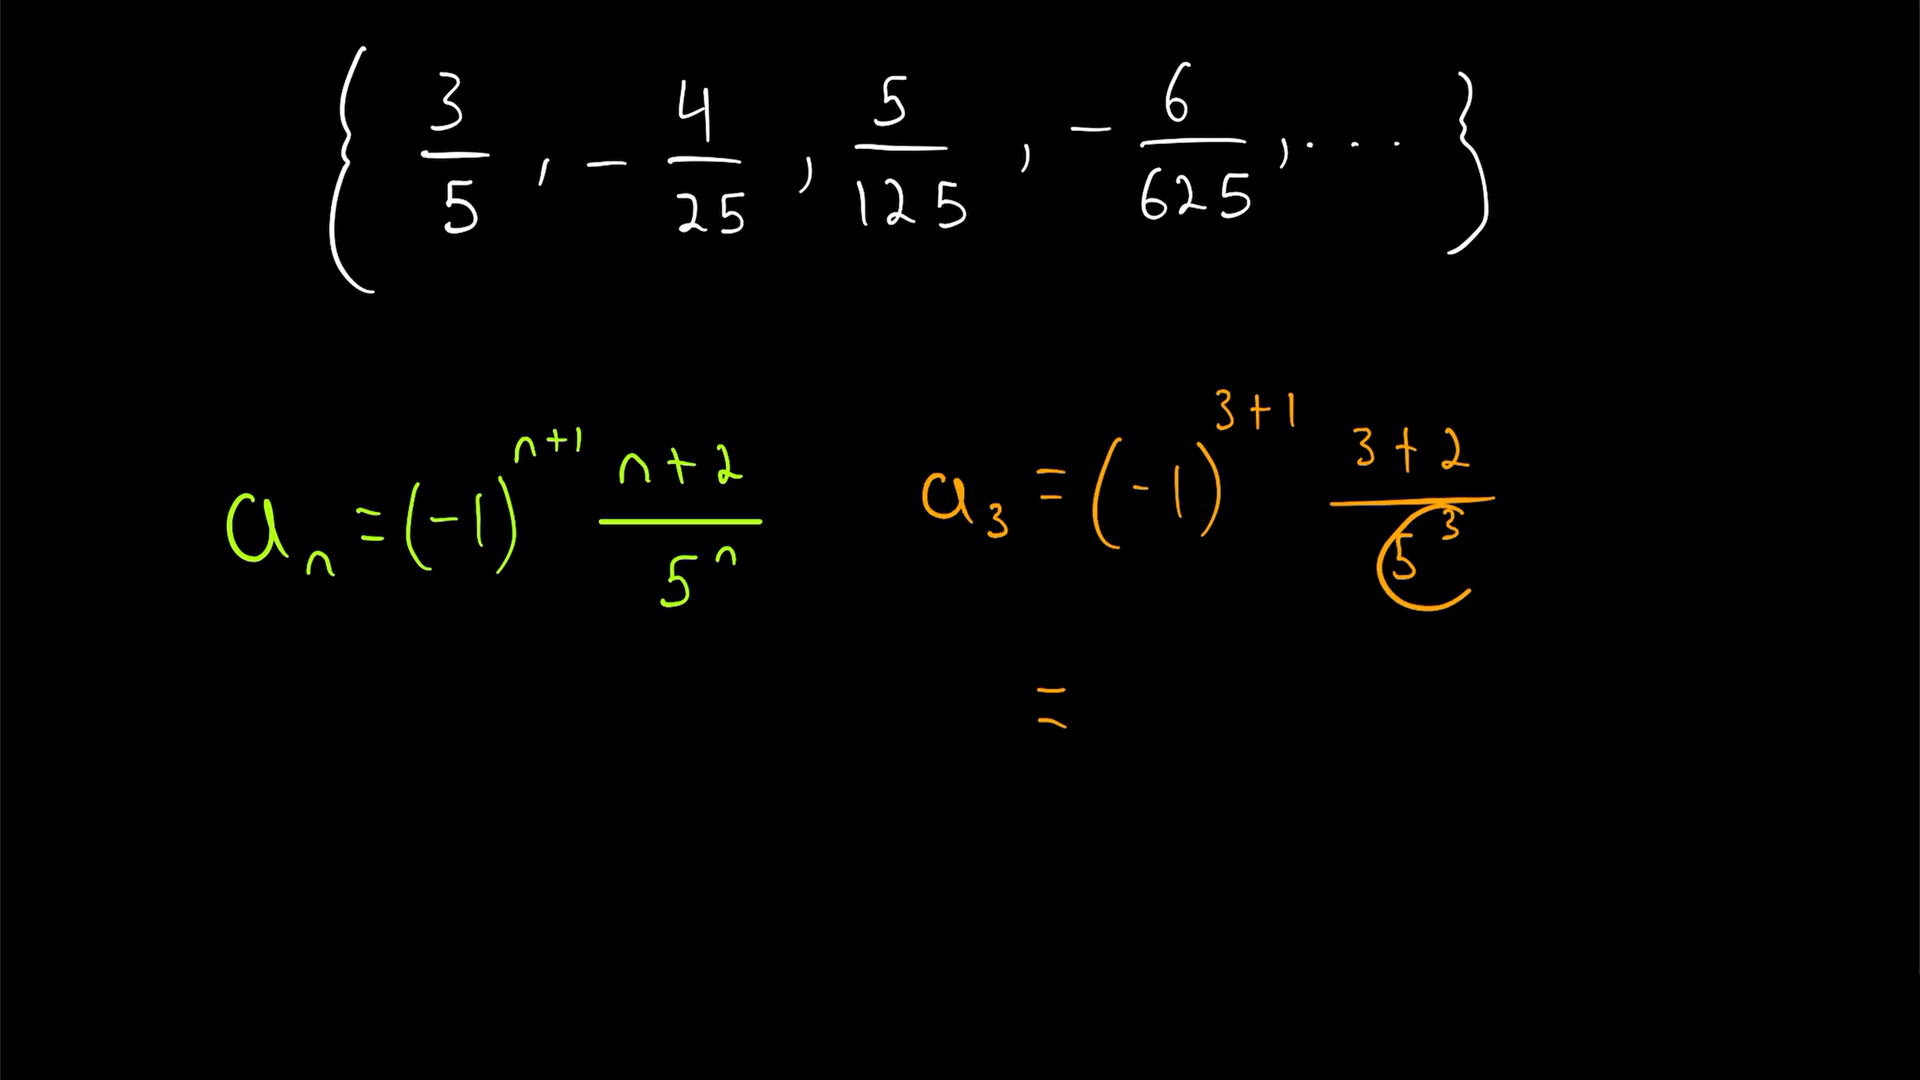 { 3/5 , - 4/25 , 5/125 , - 6/625 , . . . }
aₙ = (-1)ⁿ⁺¹ (n+2)/5ⁿ
a₃ = (-1)³⁺¹ (3+2)/5³
=